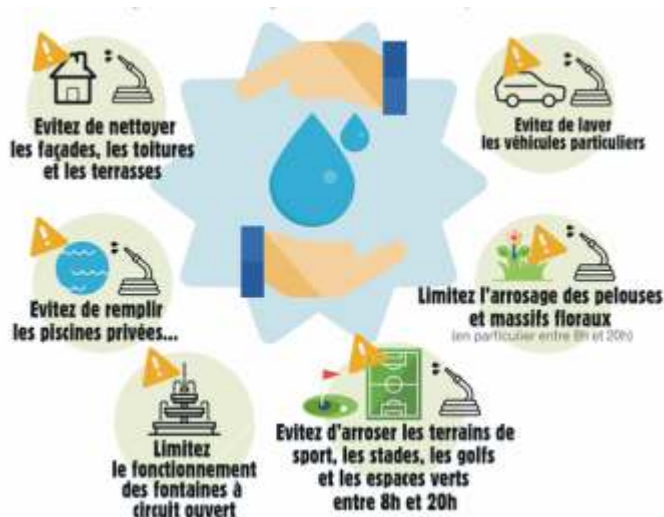 Evitez de nettoyer
les façades, les toitures
et les terrasses
Evitez de laver
les véhicules particuliers
Evitez de remplir
les piscines privées...
Limitez l'arrosage des pelouses
et massifs floraux
(en particulier entre 8h et 20h)
Limitez
le fonctionnement
des fontaines à
circuit ouvert
Evitez d'arroser les terrains de
sport, les stades, les golfs
et les espaces verts
entre 8h et 20h